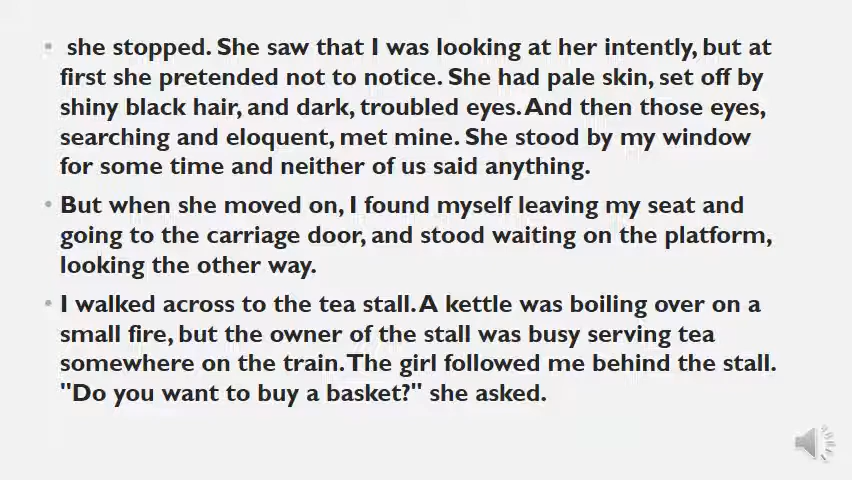 she stopped. She saw that I was looking at her intently, but at
first she pretended not to notice. She had pale skin, set off by
shiny black hair, and dark, troubled eyes. And then those eyes,
searching and eloquent, met mine. She stood by my window
for some time and neither of us said anything.
But when she moved on, I found myself leaving my seat and
going to the carriage door, and stood waiting on the platform,
looking the other way.
I walked across to the tea stall. A kettle was boiling over on a
small fire, but the owner of the stall was busy serving tea
somewhere on the train. The girl followed me behind the stall.
"Do you want to buy a basket?" she asked.